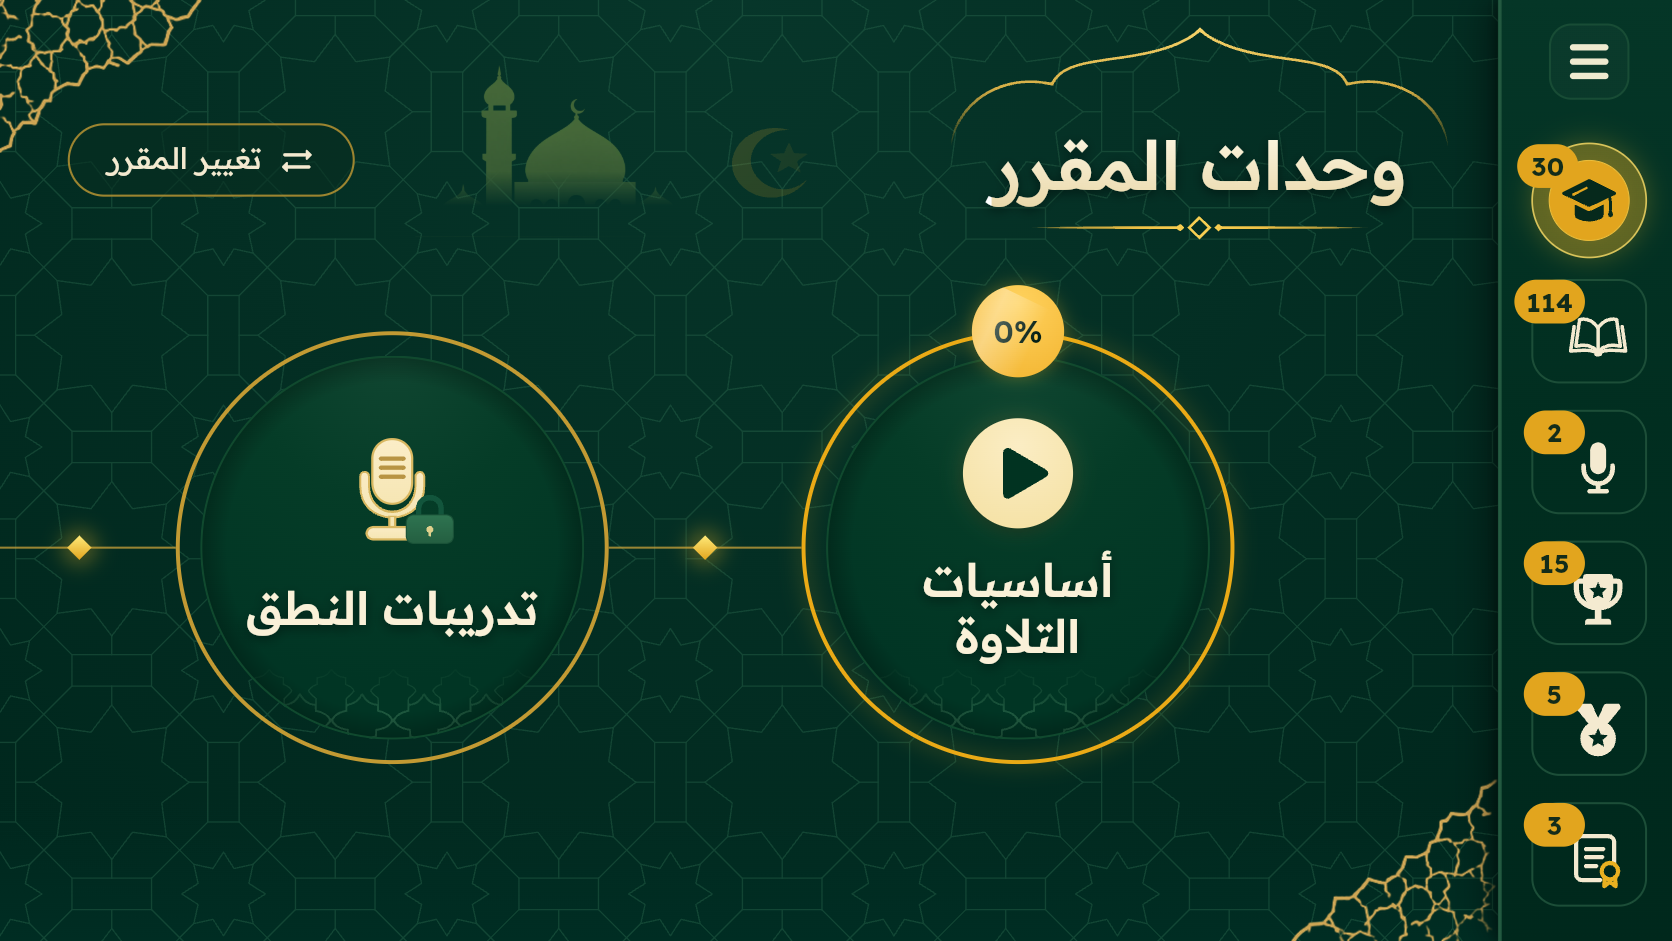 وحدات المقرر
تغيير المقرر
0%
أساسيات
التلاوة
تدريبات النطق
30
114
2
15
5
3